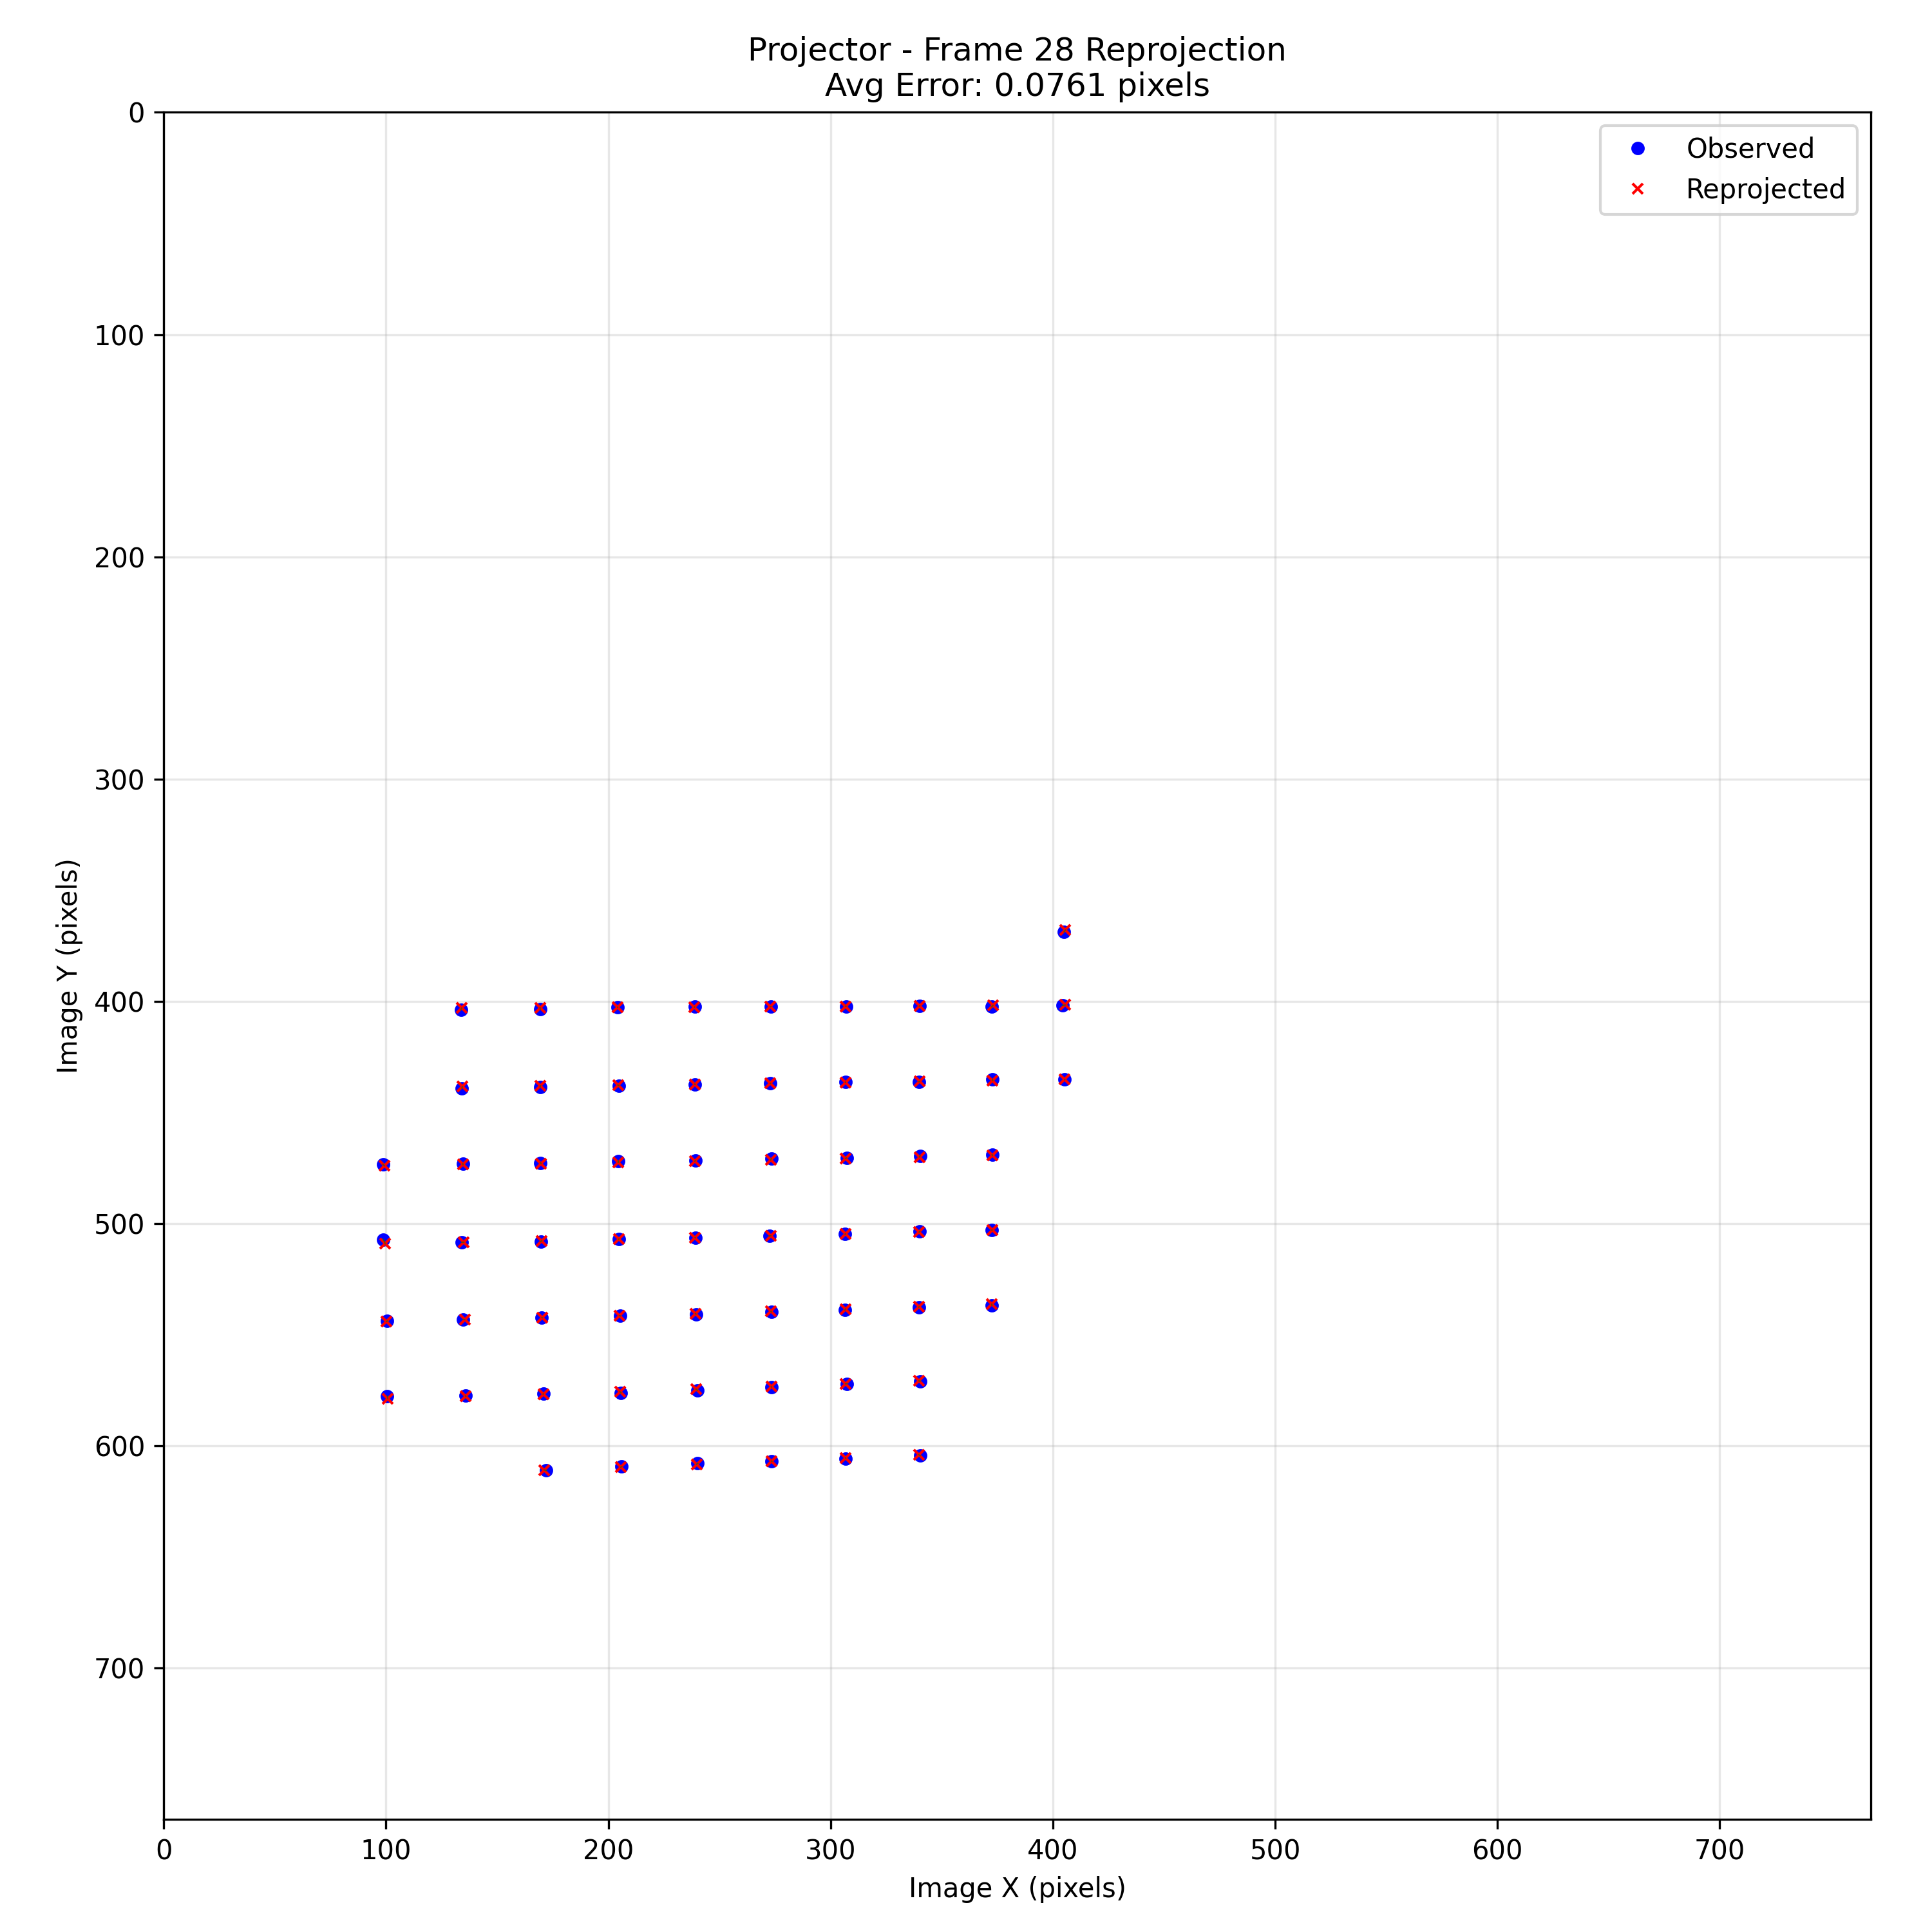 Projector - Frame 28 Reprojection
Avg Error: 0.0761 pixels
Observed
Reprojected
0
100
200
300
400
500
600
700
Image Y (pixels)
0 100 200 300 400 500 600 700
Image X (pixels)